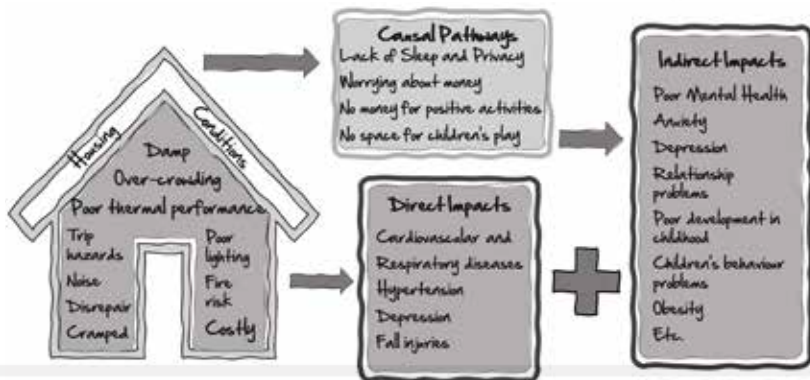 Housing
Conditions
Damp
Over-crowding
Poor thermal performance
Trip
hazards
Noise
Disrepair
Cramped
Poor
lighting
Fire
risk
Costly
Causal Pathways
Lack of Sleep and Privacy
Worrying about money
No money for positive activities
No space for children's play
Direct Impacts
Cardiovascular and
Respiratory diseases
Hypertension
Depression
Fall injuries
Indirect Impacts
Poor Mental Health
Anxiety
Depression
Relationship
problems
Poor development in
childhood
Children's behaviour
problems
Obesity
Etc.